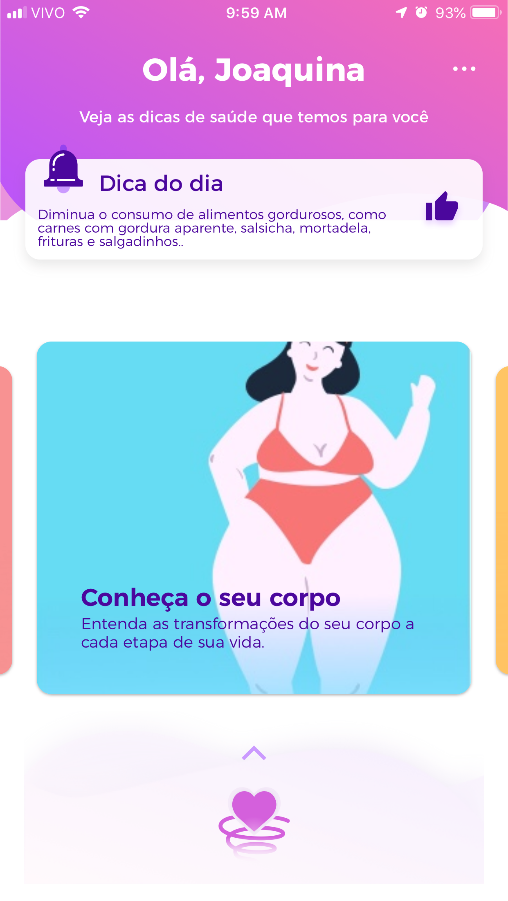 VIVO 9:59 AM 93%
Olá, Joaquina
Veja as dicas de saúde que temos para você
Dica do dia
Diminua o consumo de alimentos gordurosos, como
carnes com gordura aparente, salsicha, mortadela,
frituras e salgadinhos..
Conheça o seu corpo
Entenda as transformações do seu corpo a
cada etapa de sua vida.